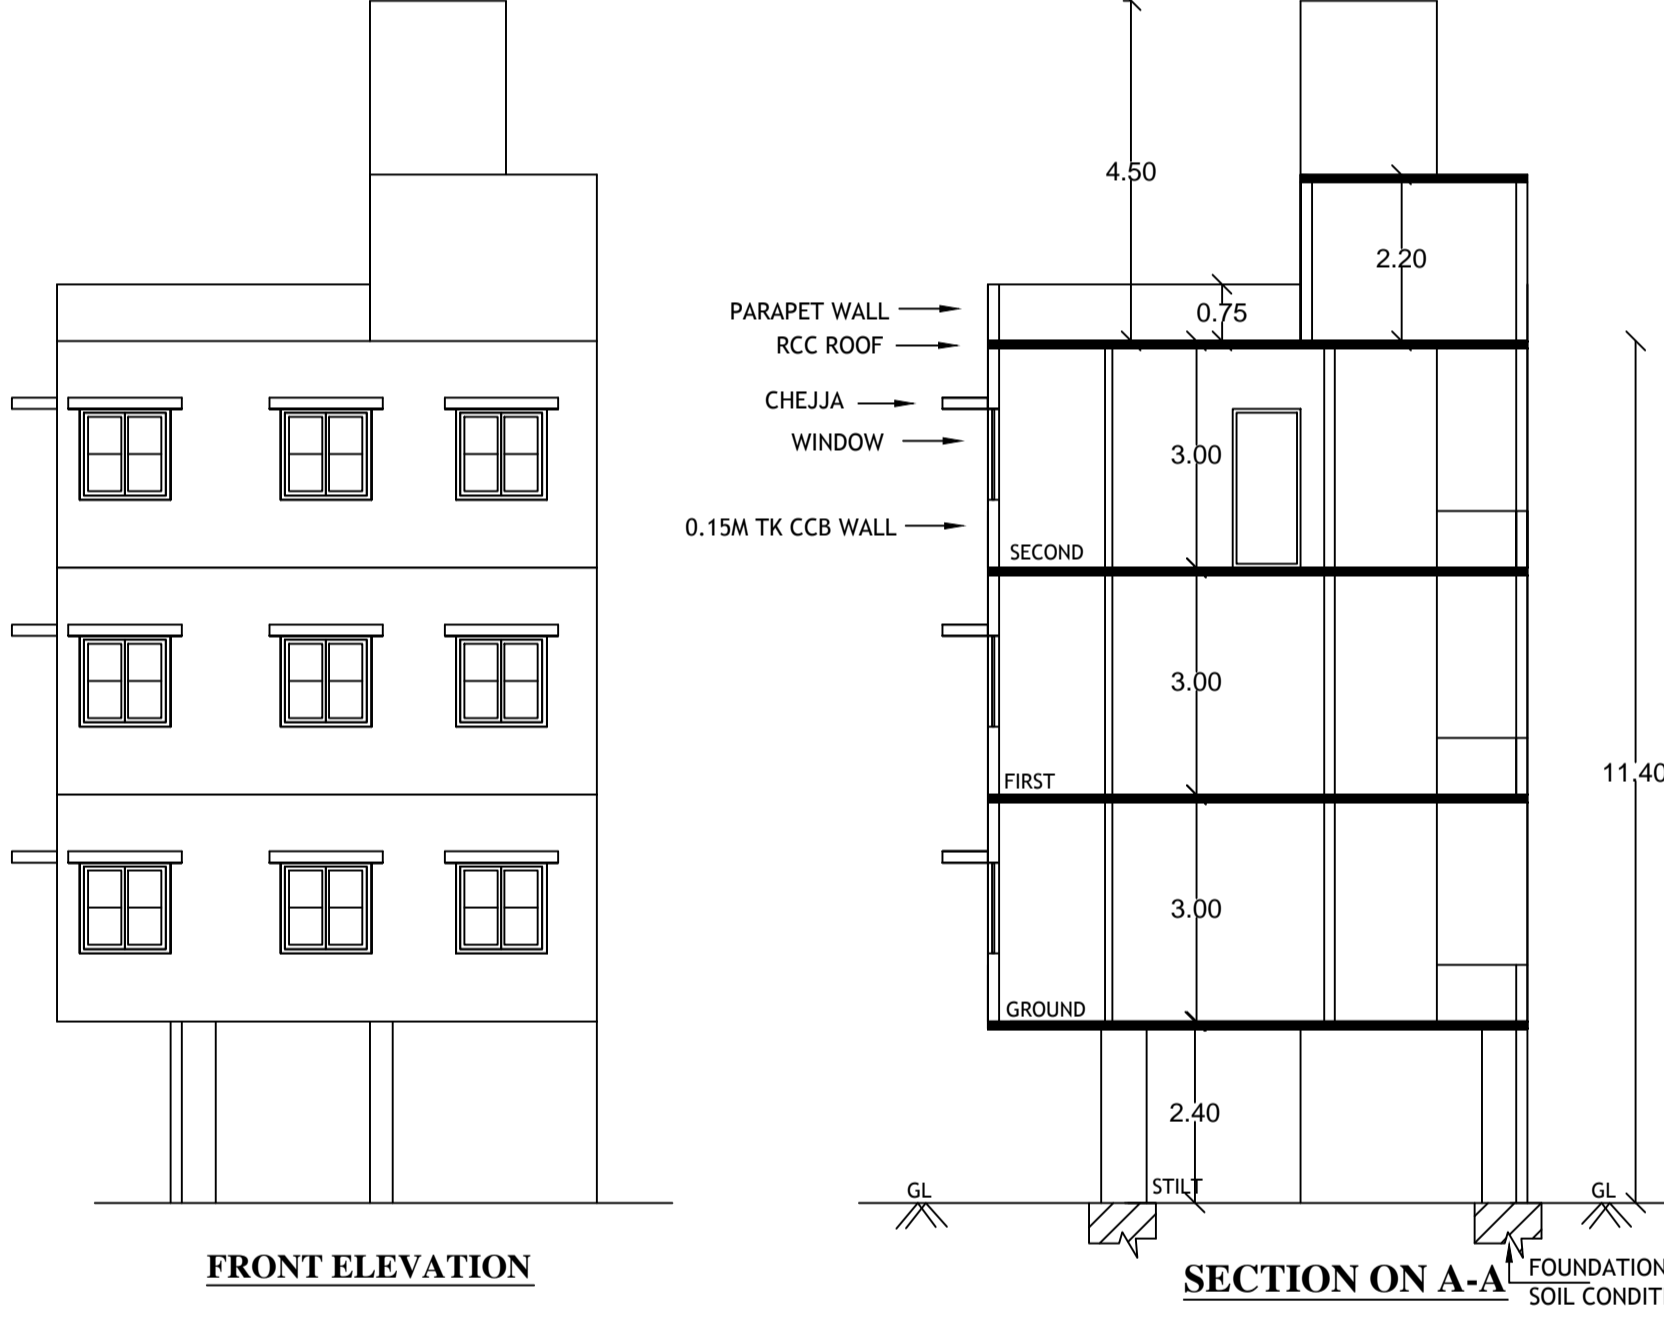 4.50
2.20
PARAPET WALL
0.75
RCC ROOF
CHEJJA
WINDOW
3.00
0.15M TK CCB WALL
SECOND
3.00
FIRST
11.40
3.00
GROUND
2.40
STILT
GL
GL
FRONT ELEVATION
SECTION ON A-A
FOUNDATION
SOIL CONDIT